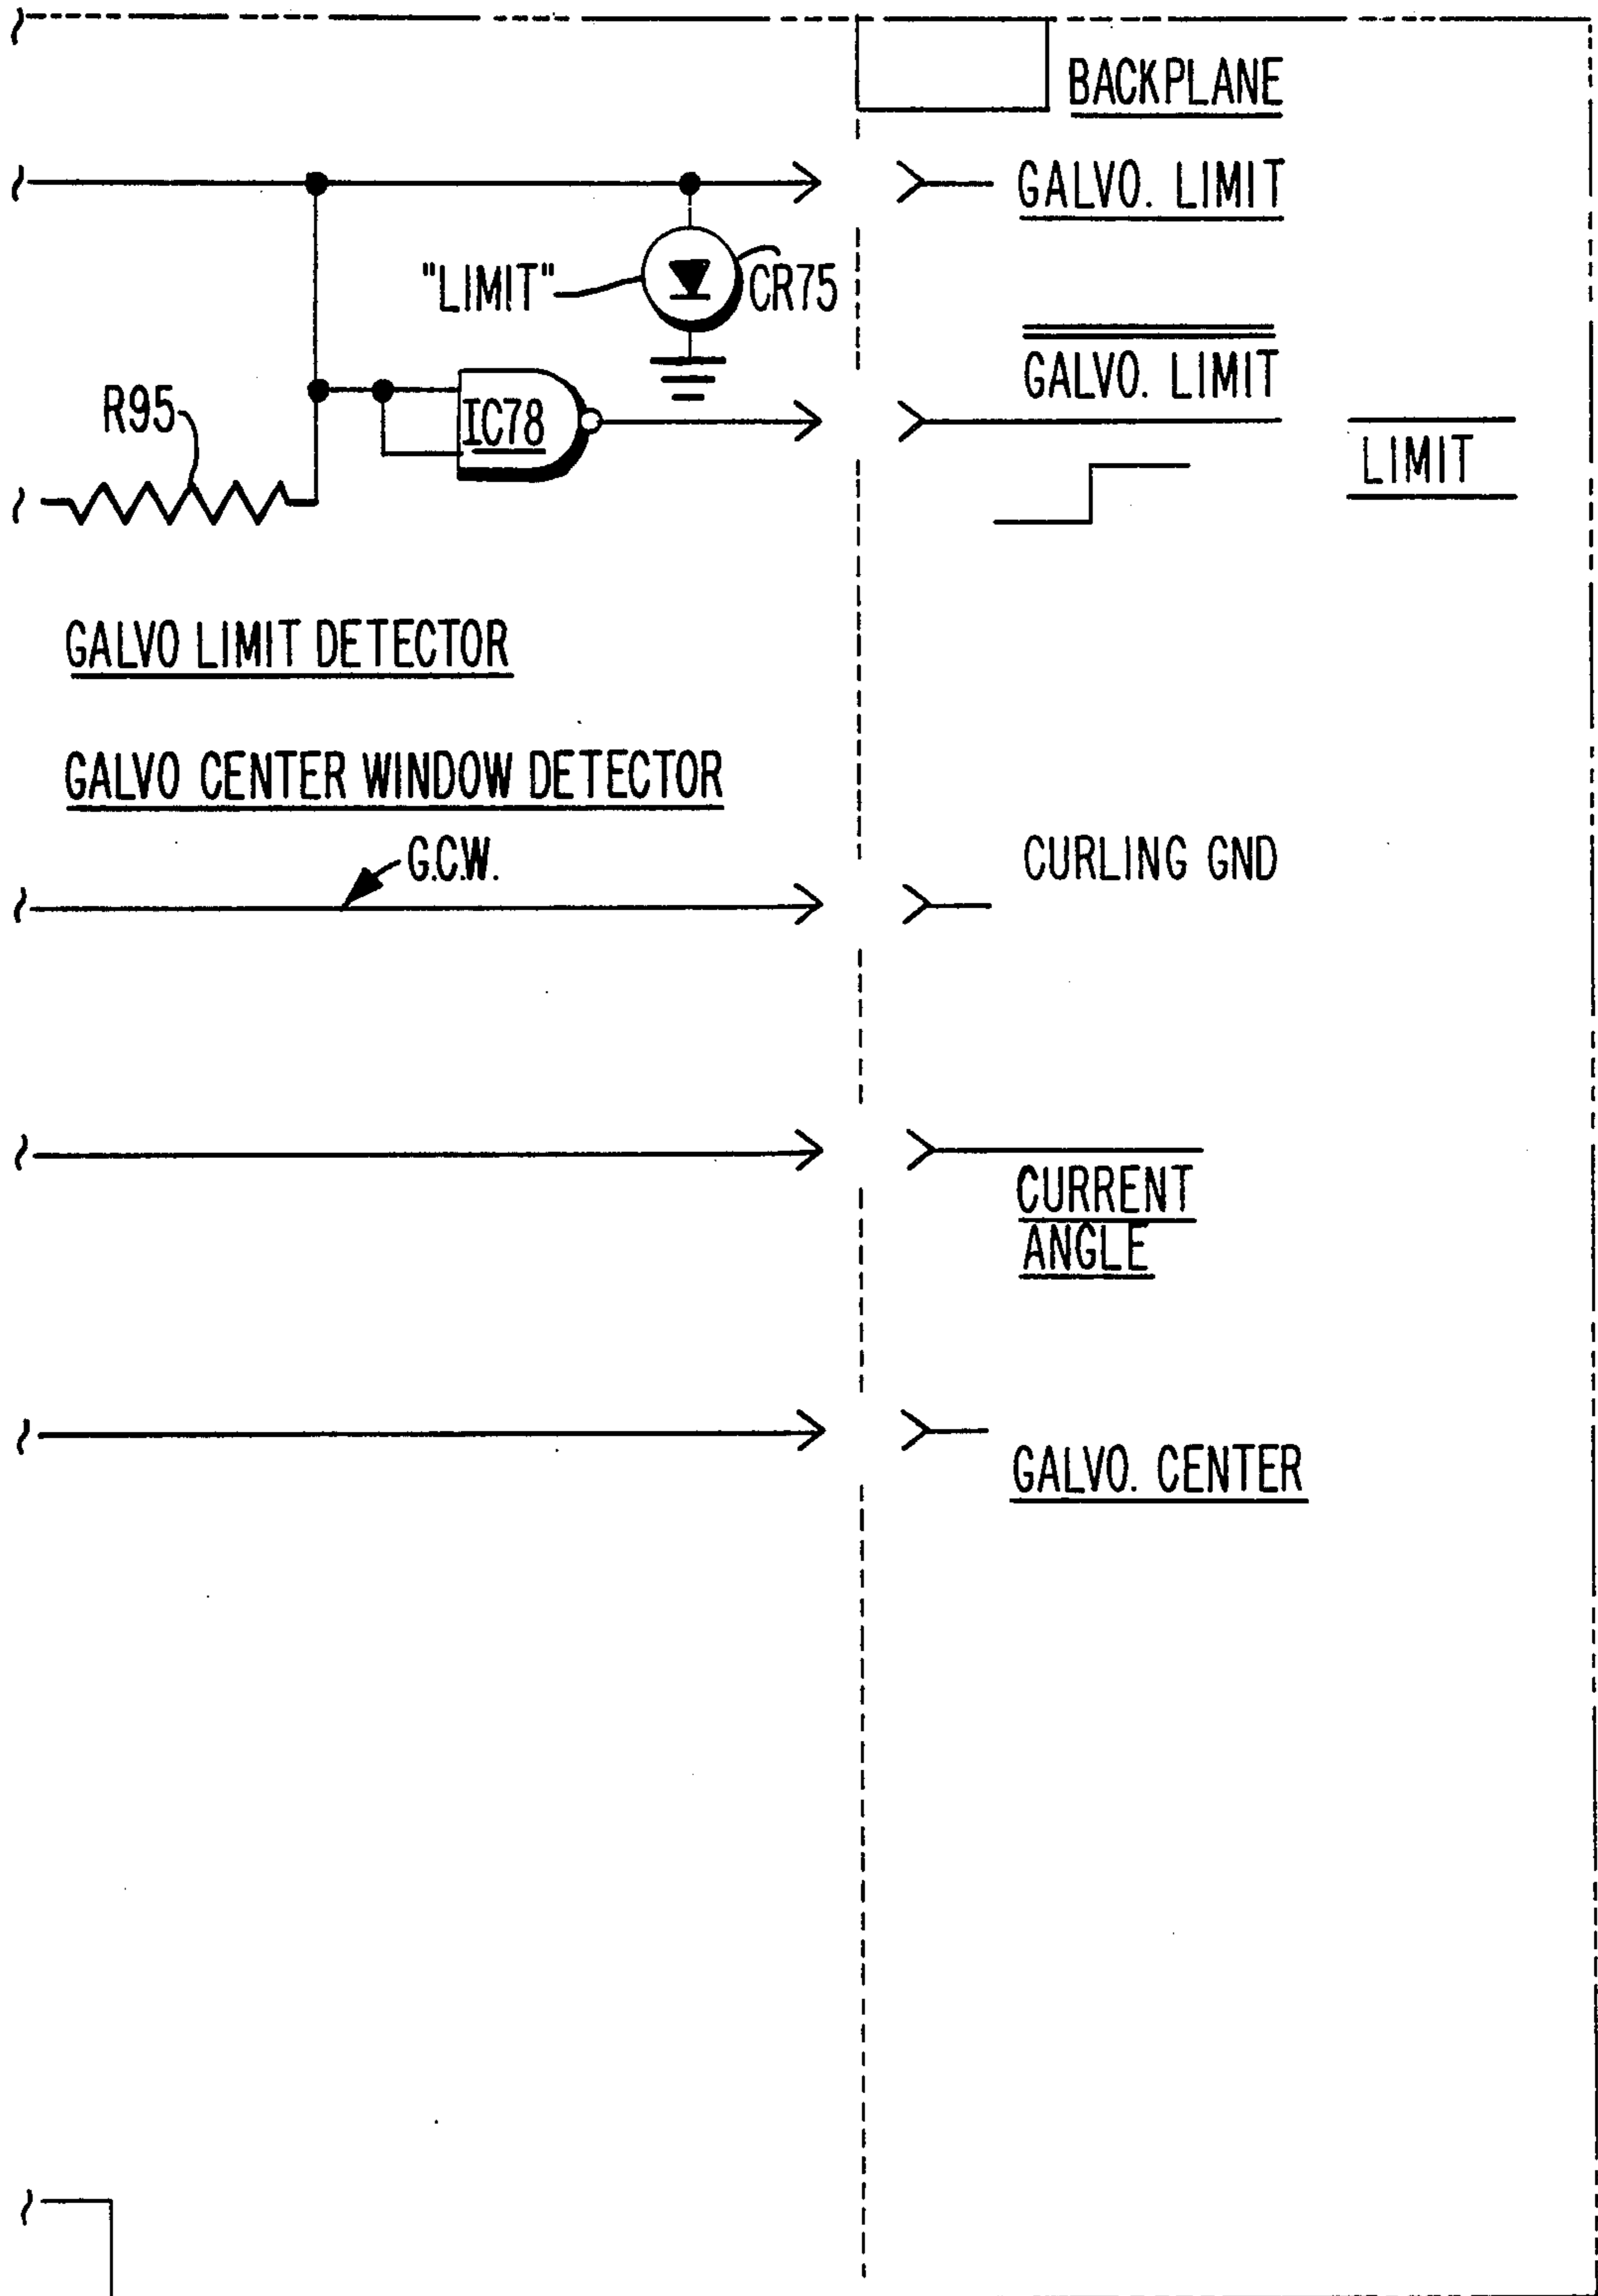 BACKPLANE
GALVO. LIMIT
"LIMIT"
CR75
GALVO. LIMIT
R95
IC78
LIMIT
GALVO LIMIT DETECTOR
GALVO CENTER WINDOW DETECTOR
G.C.W.
CURLING GND
CURRENT
ANGLE
GALVO. CENTER